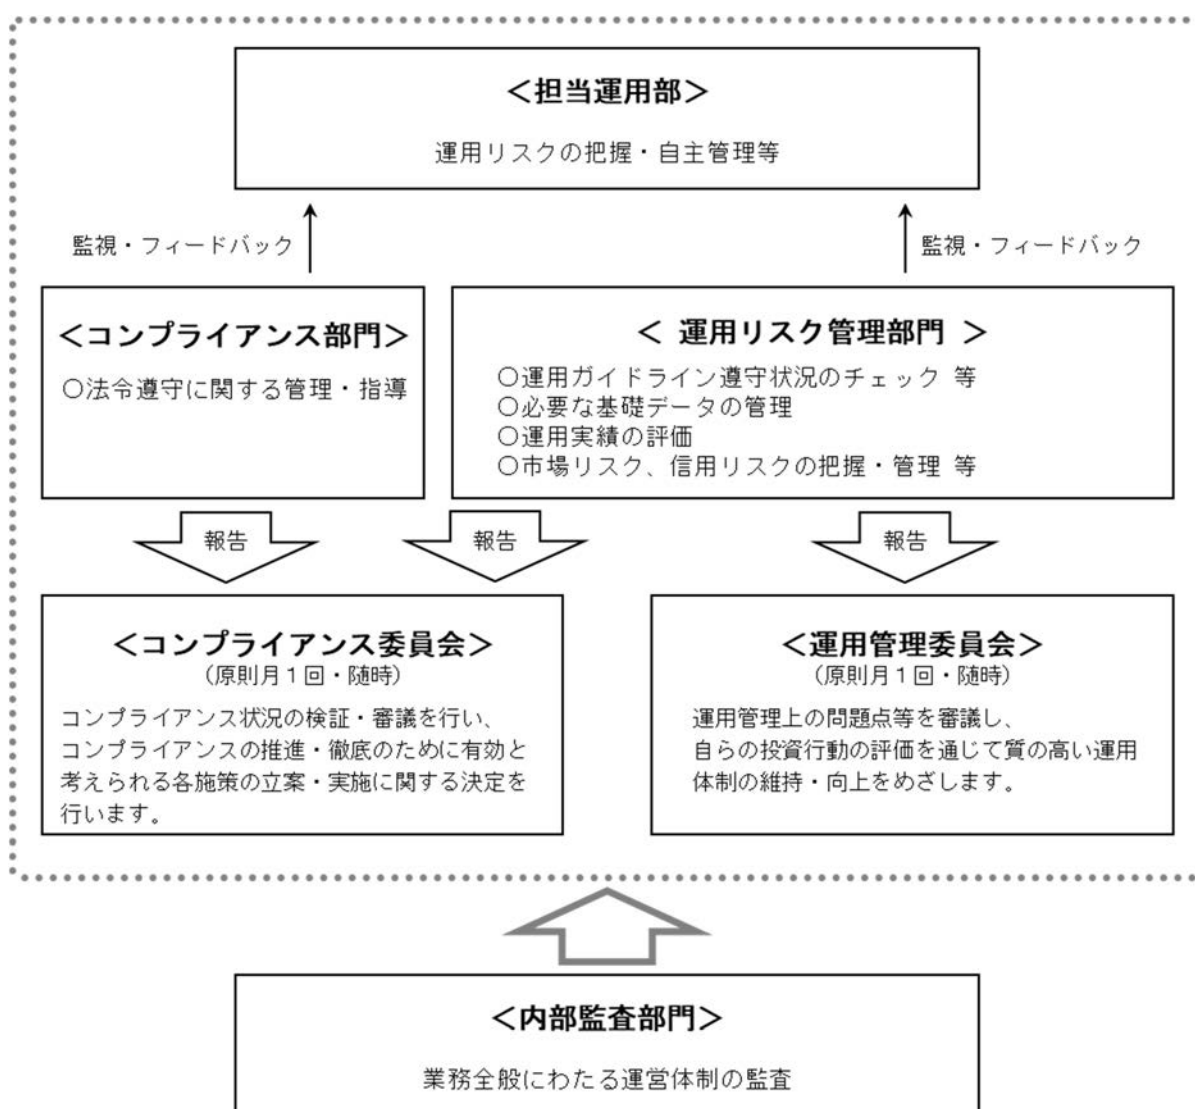 ＜担当運用部＞
運用リスクの把握・自主管理等
監視・フィードバック
監視・フィードバック
＜コンプライアンス部門＞
○法令遵守に関する管理・指導
＜ 運用リスク管理部門 ＞
○運用ガイドライン遵守状況のチェック 等
○必要な基礎データの管理
○運用実績の評価
○市場リスク、信用リスクの把握・管理 等
報告
報告
報告
＜コンプライアンス委員会＞
（原則月１回・随時）
コンプライアンス状況の検証・審議を行い、
コンプライアンスの推進・徹底のために有効と
考えられる各施策の立案・実施に関する決定を
行います。
＜運用管理委員会＞
（原則月１回・随時）
運用管理上の問題点等を審議し、
自らの投資行動の評価を通じて質の高い運用
体制の維持・向上をめざします。
＜内部監査部門＞
業務全般にわたる運営体制の監査